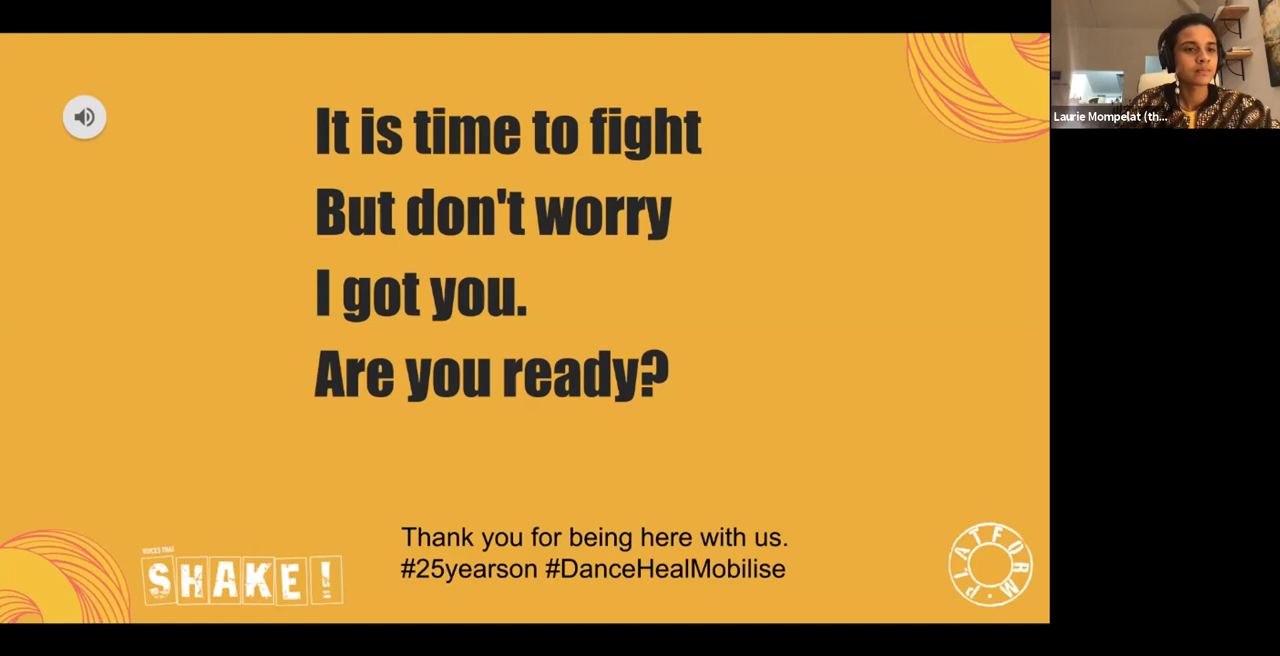 It is time to fight
But don't worry
I got you.
Are you ready?
Thank you for being here with us.
#25yearson #DanceHealMobilise
VOICES THAT
SHAKE!
PLATFORM
Laurie Mompelat (th...